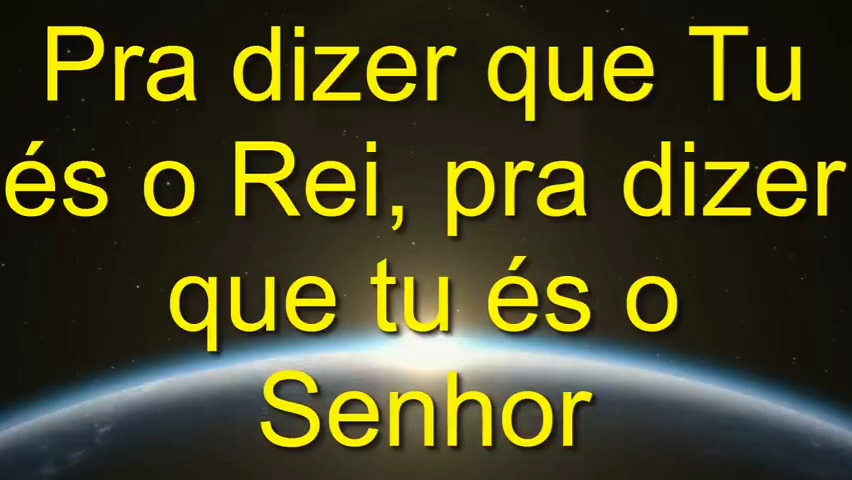 Pra dizer que Tu
és o Rei, pra dizer
que tu és o
Senhor